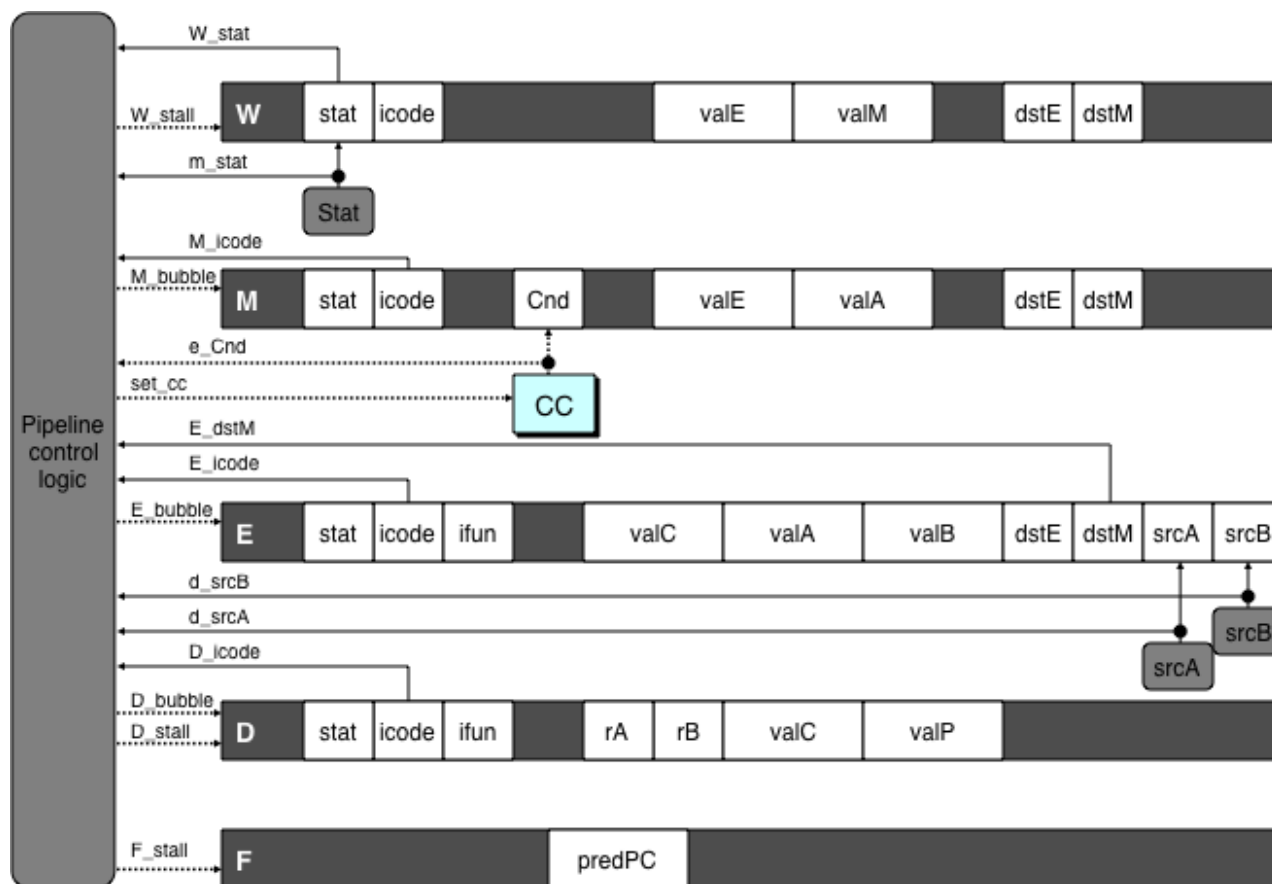 W_stat
W_stall
W stat icode valE valM dstE dstM
m_stat
Stat
M_icode
M_bubble
M stat icode Cnd valE valA dstE dstM
e_Cnd
set_cc
CC
Pipeline
control
logic
E_dstM
E_icode
E_bubble
E stat icode ifun valC valA valB dstE dstM srcA srcB
d_srcB
d_srcA
srcB
D_icode
srcA
D_bubble
D_stall
D stat icode ifun rA rB valC valP
F_stall
F predPC